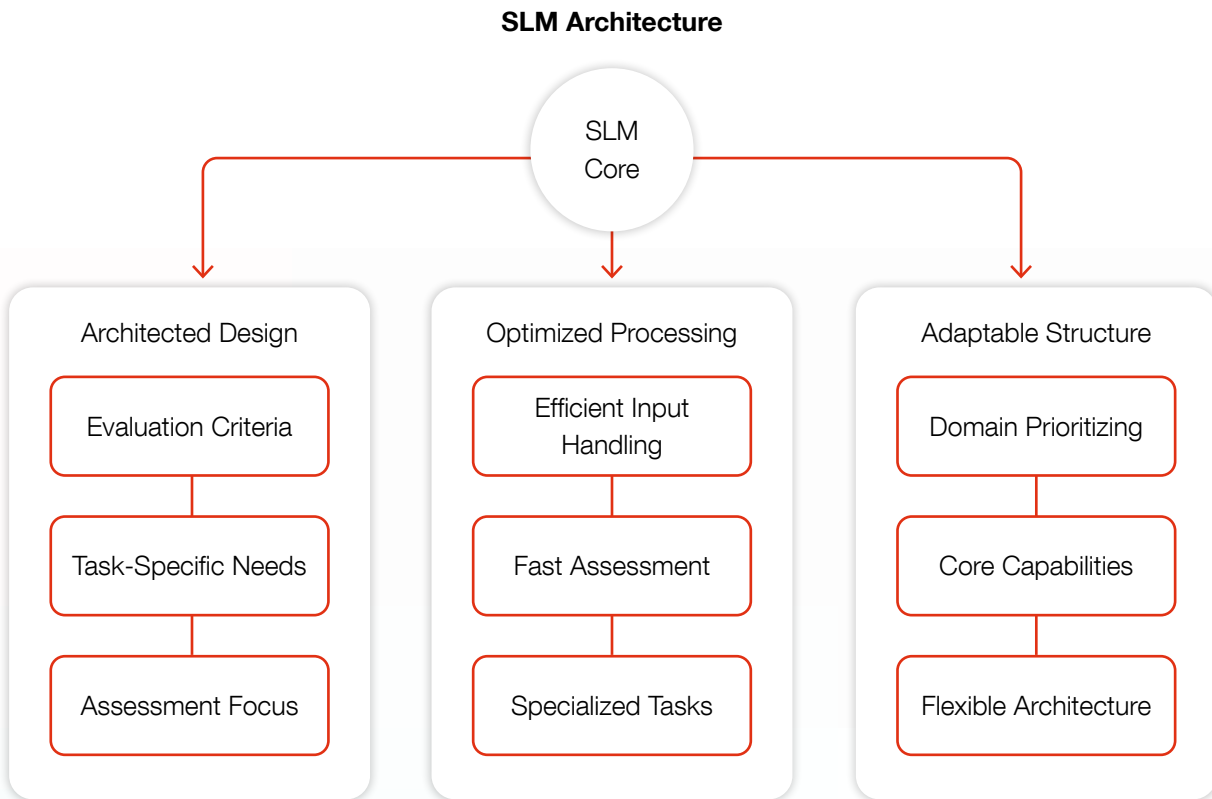 SLM Architecture
SLM
Core
Architected Design
Evaluation Criteria
Task-Specific Needs
Assessment Focus
Optimized Processing
Efficient Input
Handling
Fast Assessment
Specialized Tasks
Adaptable Structure
Domain Prioritizing
Core Capabilities
Flexible Architecture